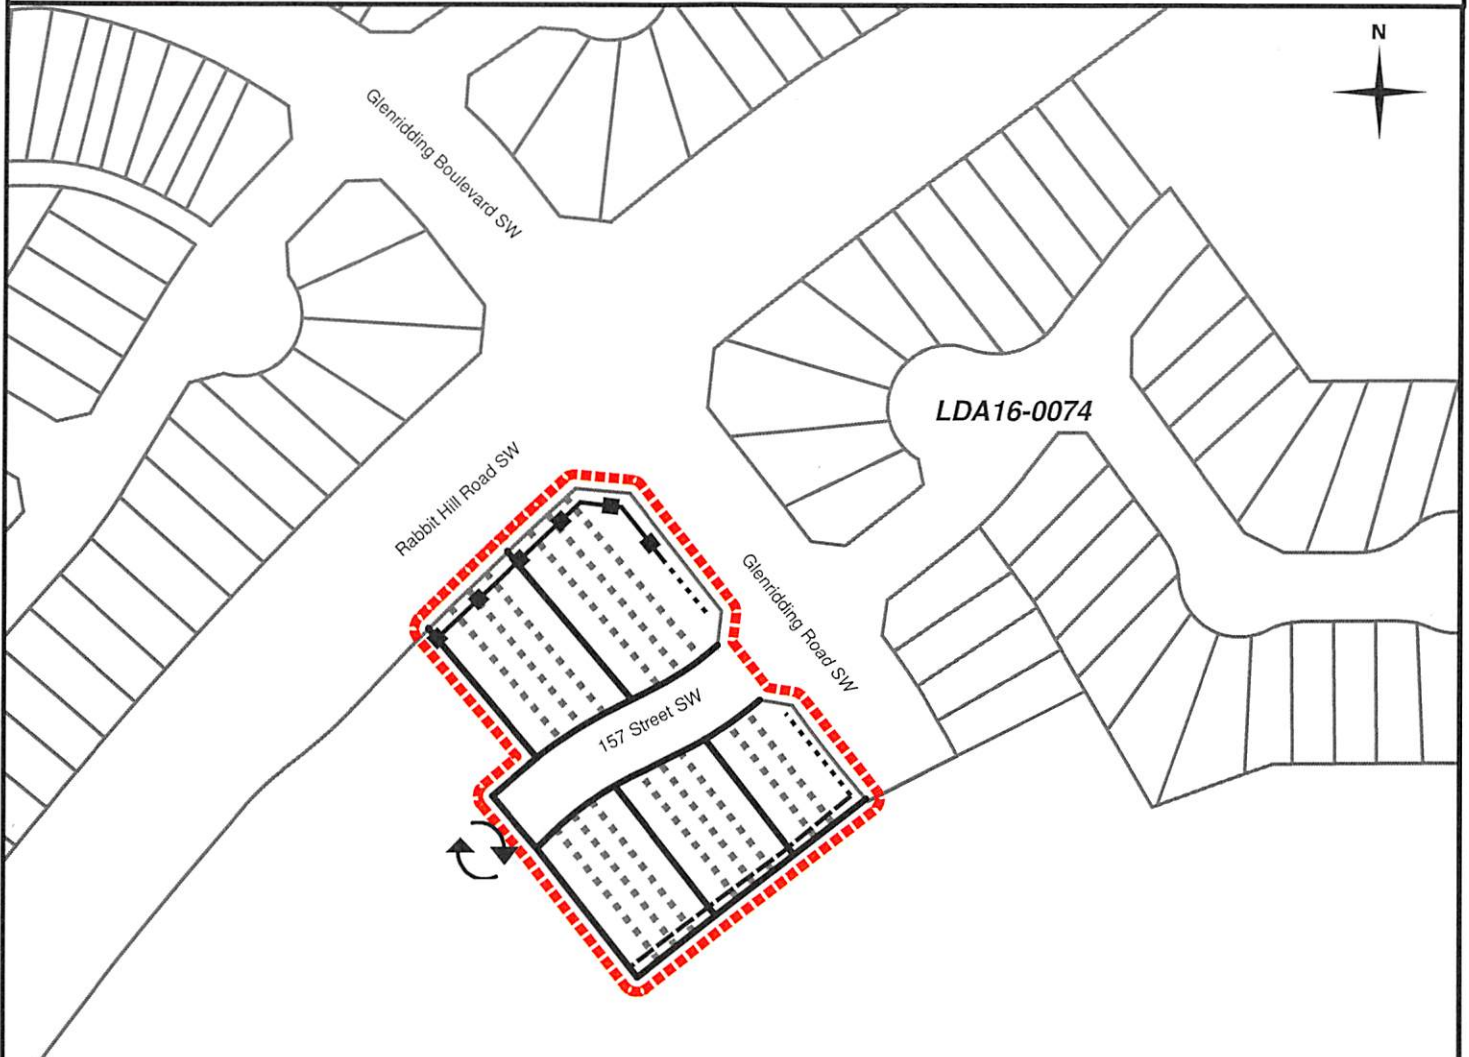 N
Glenridding Boulevard SW
LDA16-0074
Rabbit Hill Road SW
Glenridding Road SW
157 Street SW